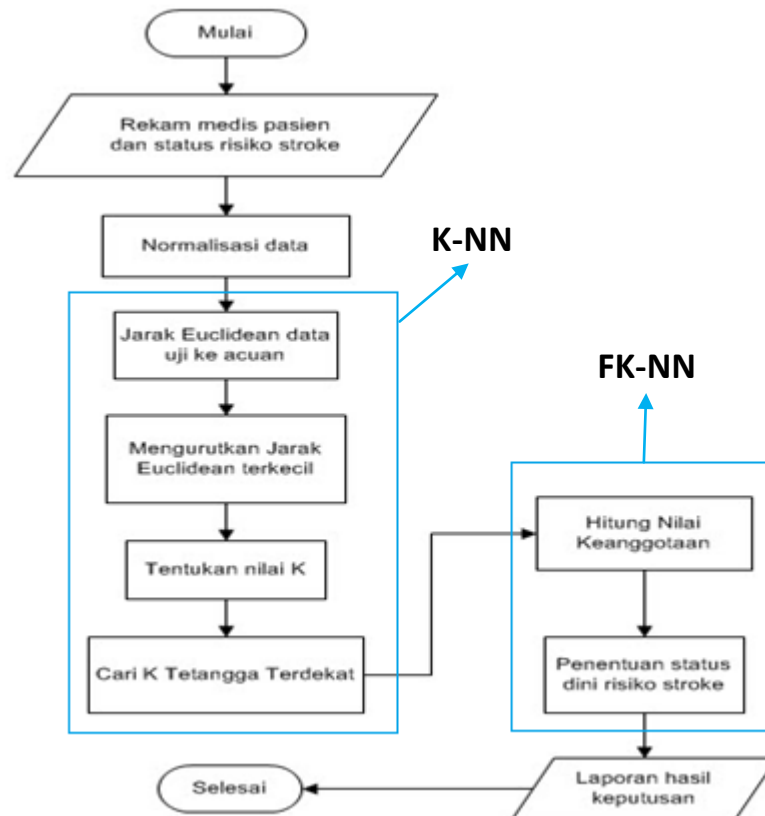 Mulai
Rekam medis pasien
dan status risiko stroke
Normalisasi data
K-NN
Jarak Euclidean data
uji ke acuan
Mengurutkan Jarak
Euclidean terkecil
Tentukan nilai K
Cari K Tetangga Terdekat
FK-NN
Hitung Nilai
Keanggotaan
Penentuan status
dini risiko stroke
Laporan hasil
keputusan
Selesai